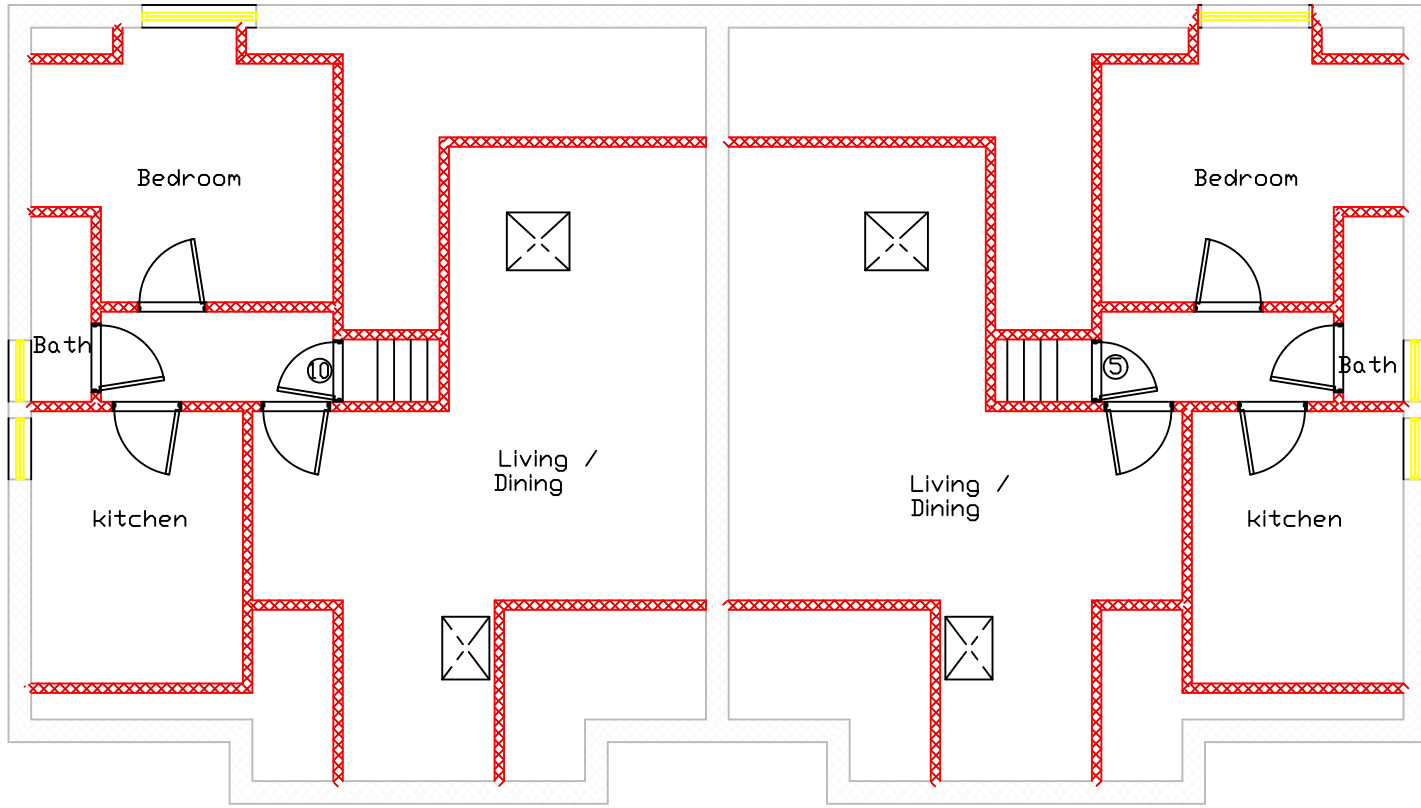 Bedroom
Bedroom
Bath
10
5
Bath
Living /
Dining
Living /
Dining
kitchen
kitchen